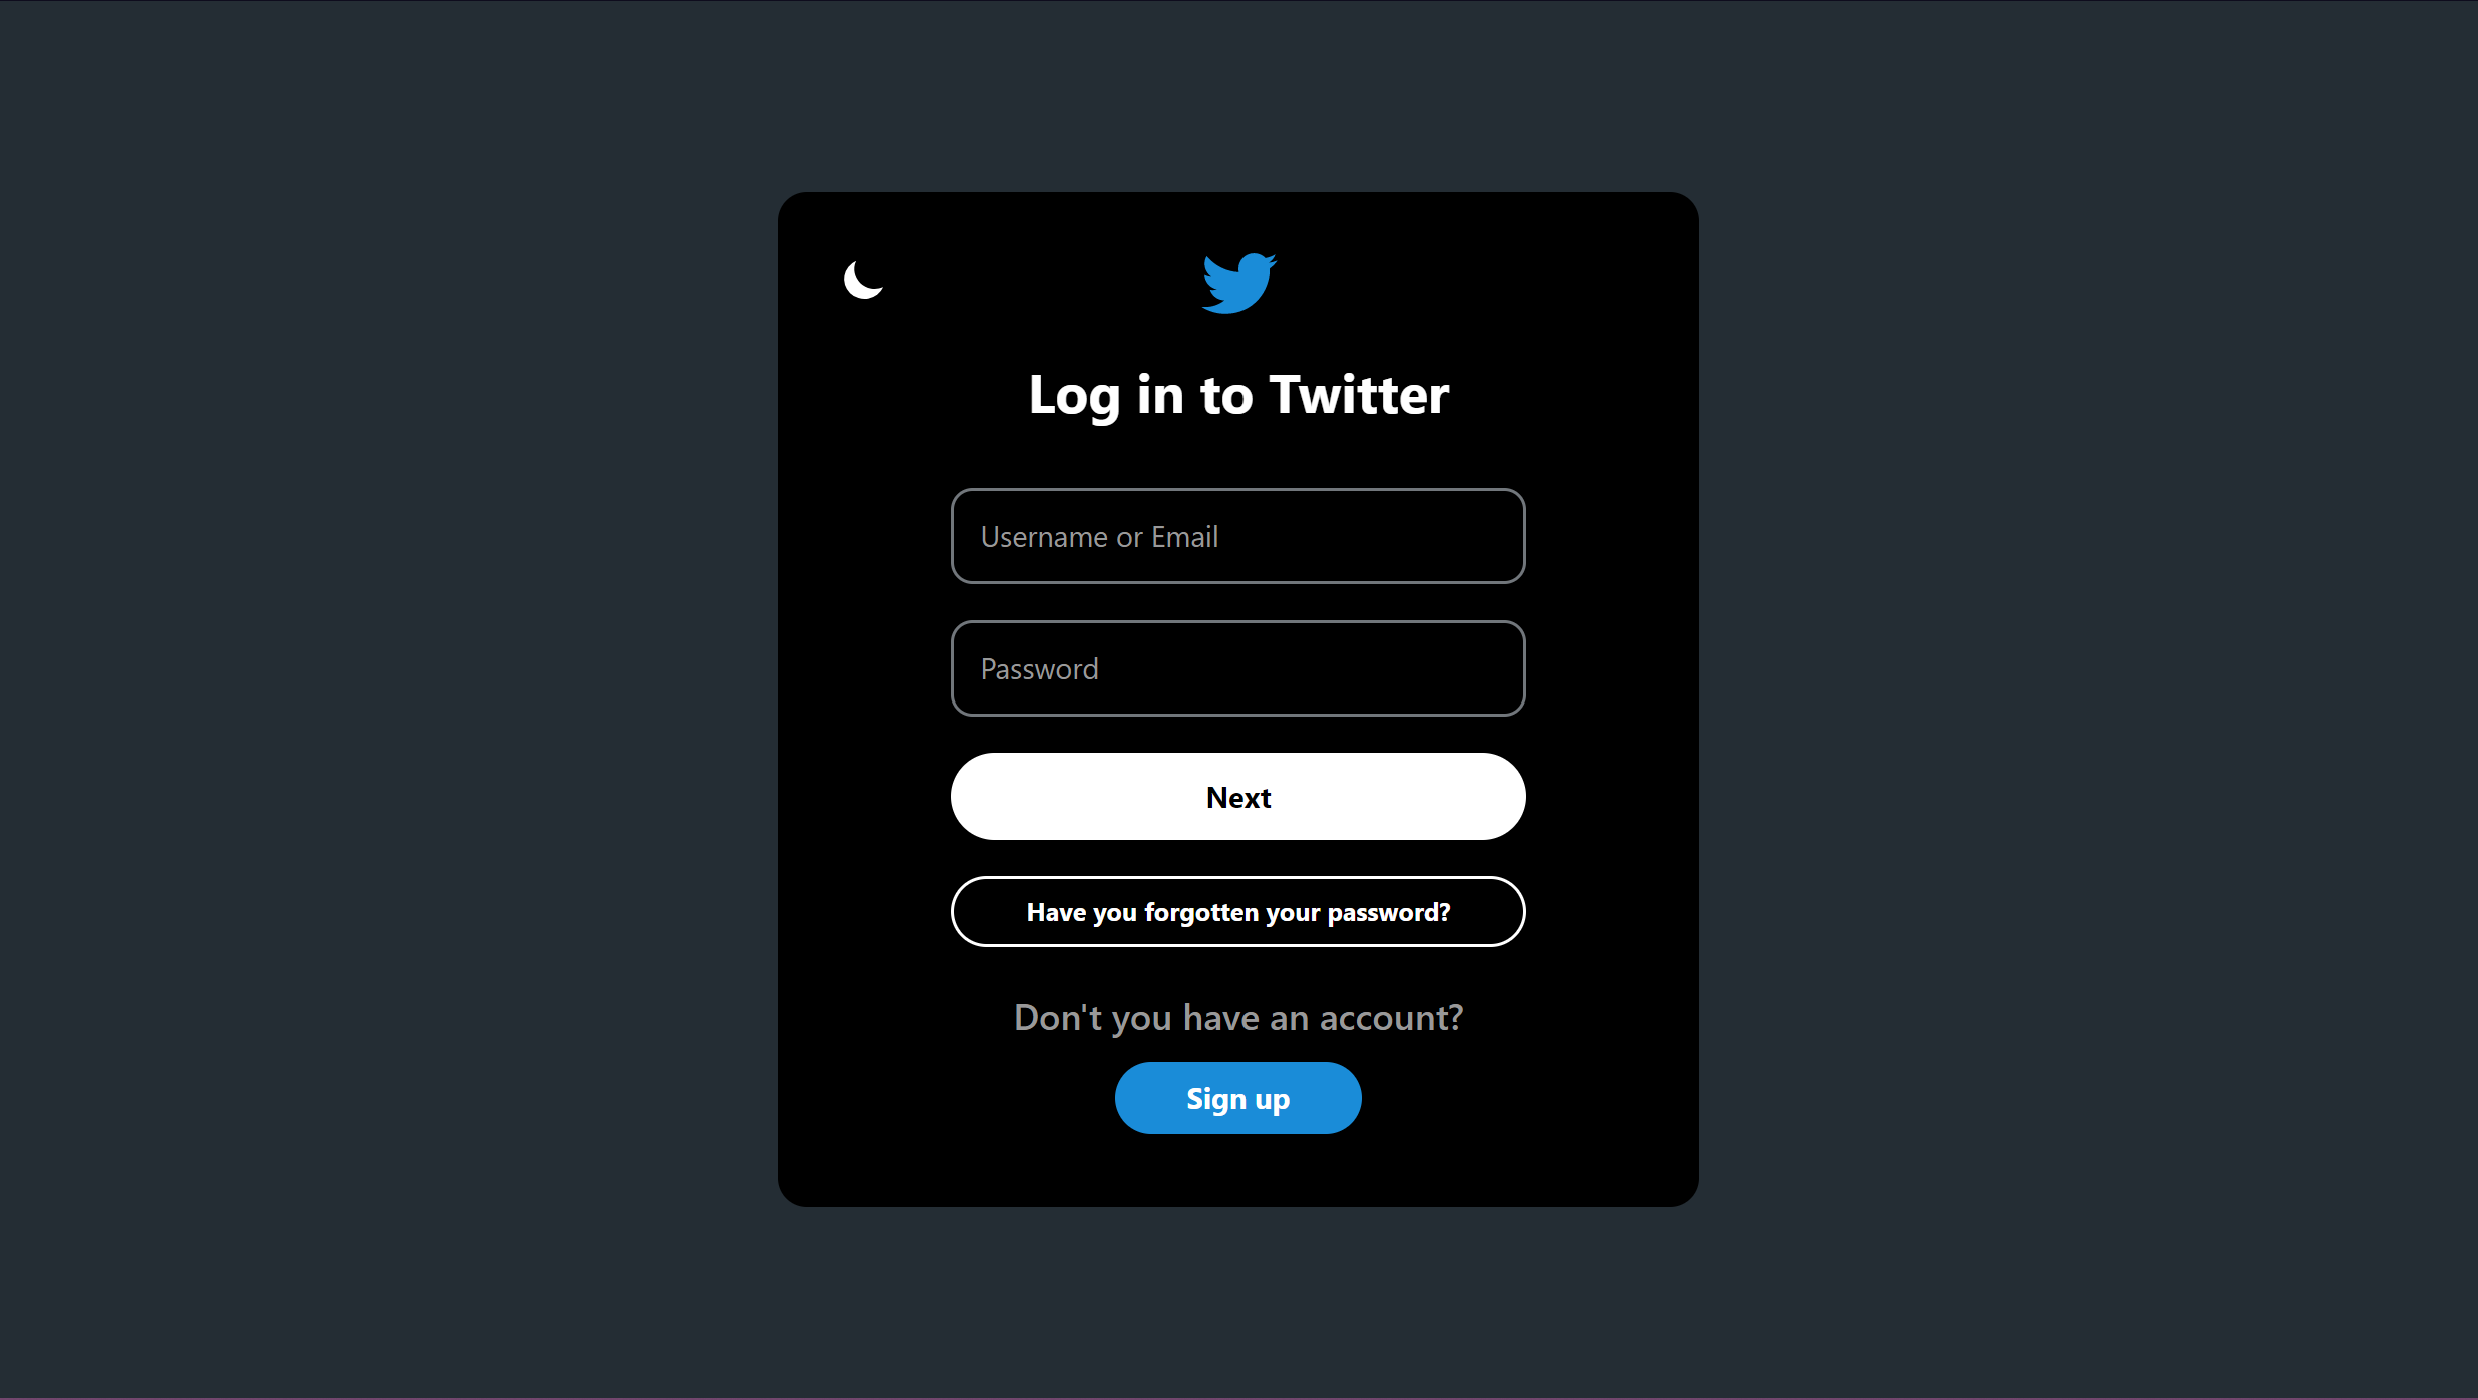 Log in to Twitter
Username or Email
Password
Next
Have you forgotten your password?
Don't you have an account?
Sign up